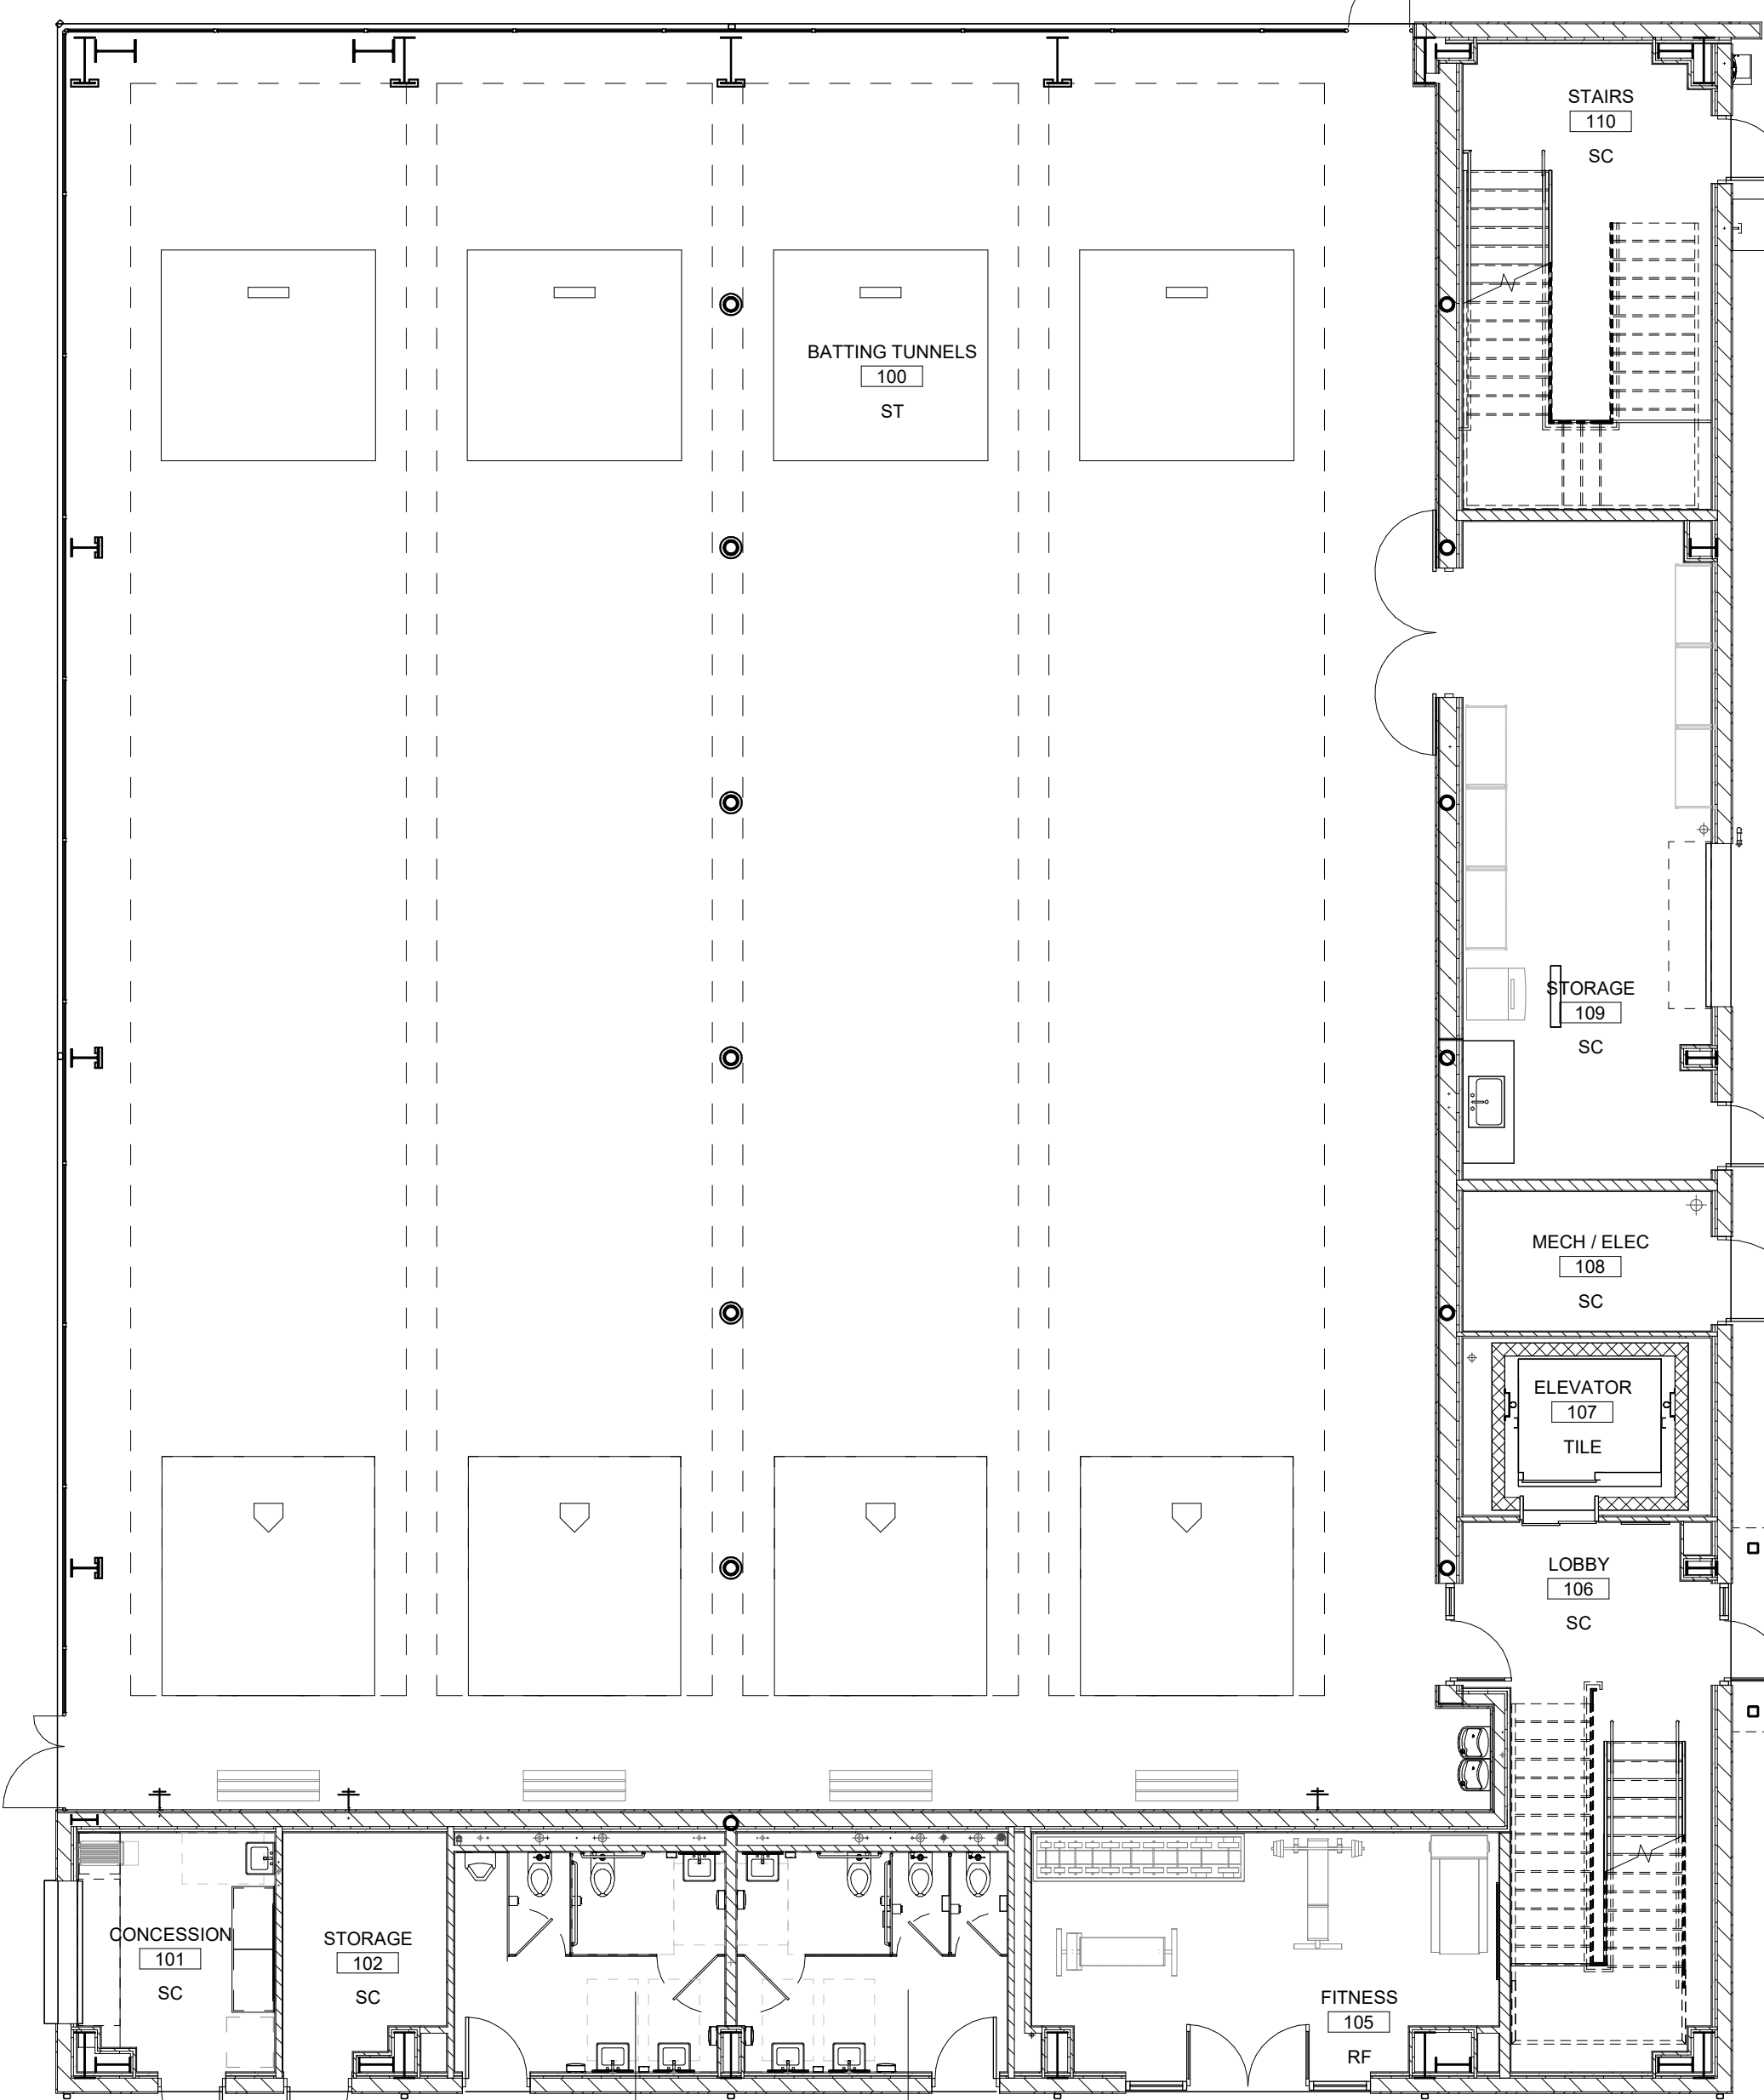 STAIRS
110
SC
BATTING TUNNELS
100
ST
STORAGE
109
SC
MECH / ELEC
108
SC
ELEVATOR
107
TILE
LOBBY
106
SC
CONCESSION
101
SC
STORAGE
102
SC
FITNESS
105
RF